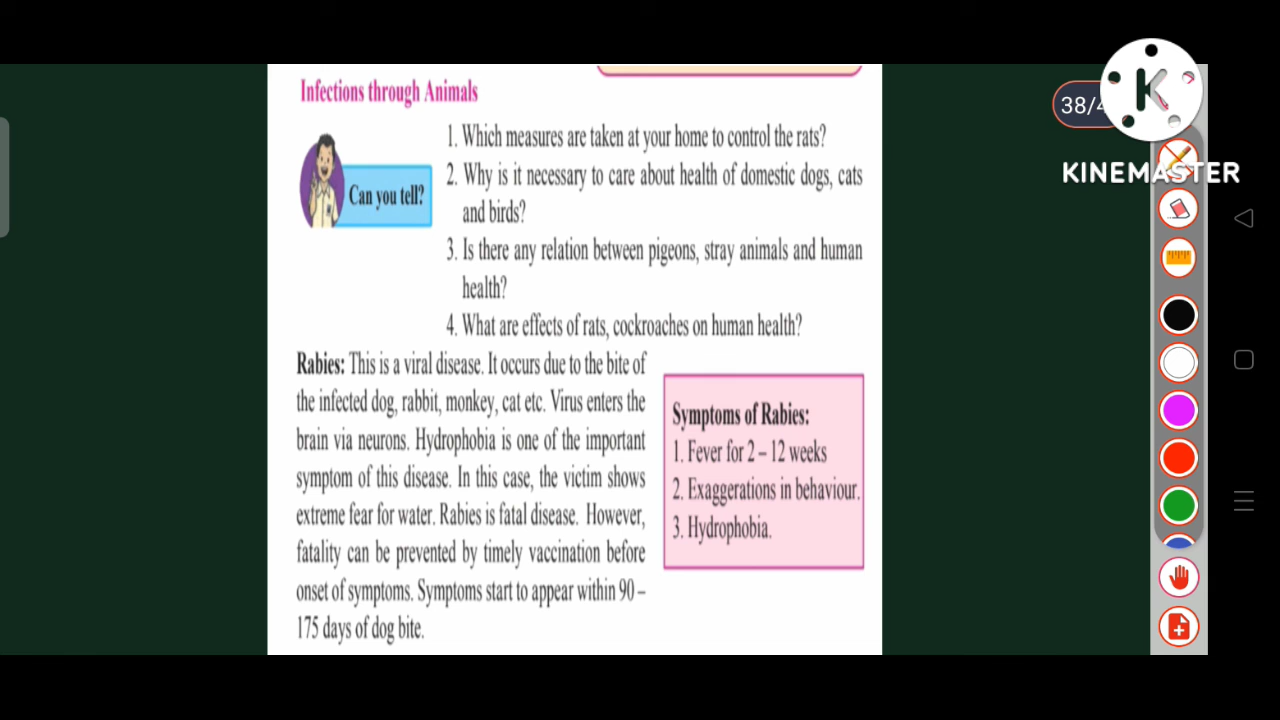 Infections through Animals
38/4
KINEMASTER
Can you tell?
1. Which measures are taken at your home to control the rats?
2. Why is it necessary to care about health of domestic dogs, cats
and birds?
3. Is there any relation between pigeons, stray animals and human
health?
4. What are effects of rats, cockroaches on human health?
Rabies: This is a viral disease. It occurs due to the bite of
the infected dog, rabbit, monkey, cat etc. Virus enters the
brain via neurons. Hydrophobia is one of the important
symptom of this disease. In this case, the victim shows
extreme fear for water. Rabies is fatal disease. However,
fatality can be prevented by timely vaccination before
onset of symptoms. Symptoms start to appear within 90 –
175 days of dog bite.
Symptoms of Rabies:
1. Fever for 2 – 12 weeks
2. Exaggerations in behaviour.
3. Hydrophobia.